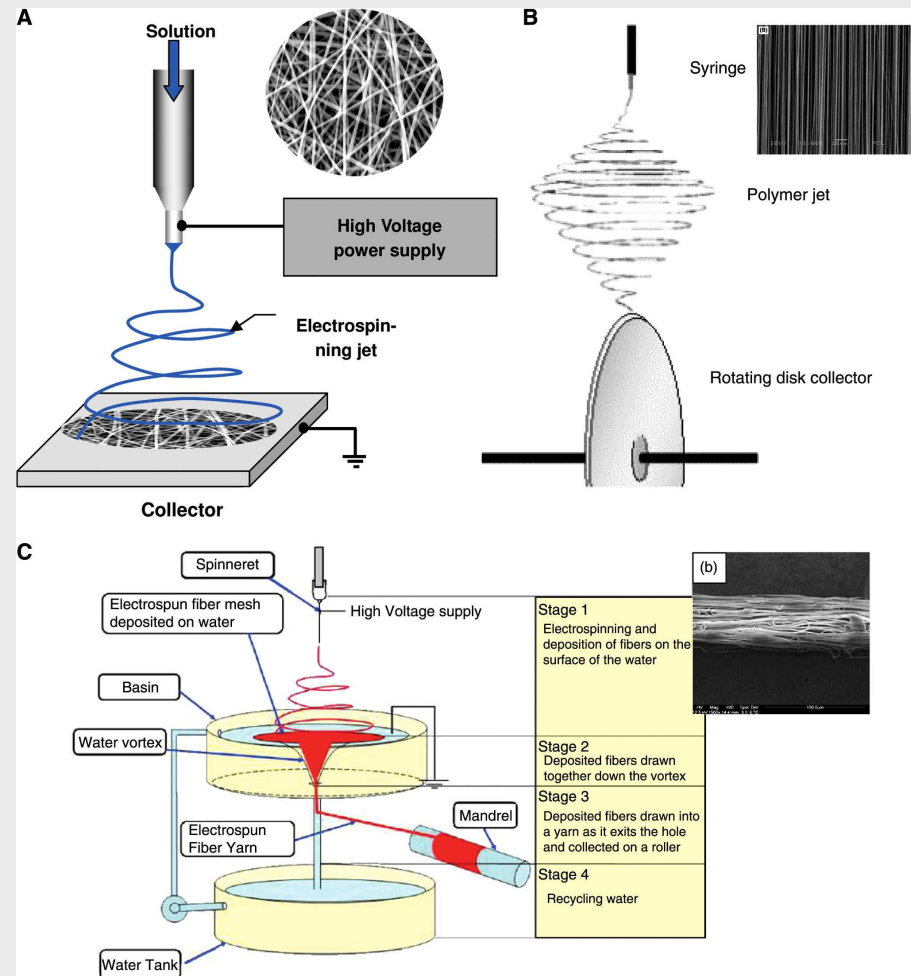 A
Solution
High Voltage
power supply
Electrospin-
ning jet
Collector
B
(a)
Syringe
Polymer jet
Rotating disk collector
C
Spinneret
Electrospun fiber mesh
deposited on water
High Voltage supply
Basin
Water vortex
Electrospun
Fiber Yarn
Mandrel
Water Tank
Stage 1
Electrospinning and
deposition of fibers on the
surface of the water
Stage 2
Deposited fibers drawn
together down the vortex
Stage 3
Deposited fibers drawn into
a yarn as it exits the hole
and collected on a roller
Stage 4
Recycling water
(b)